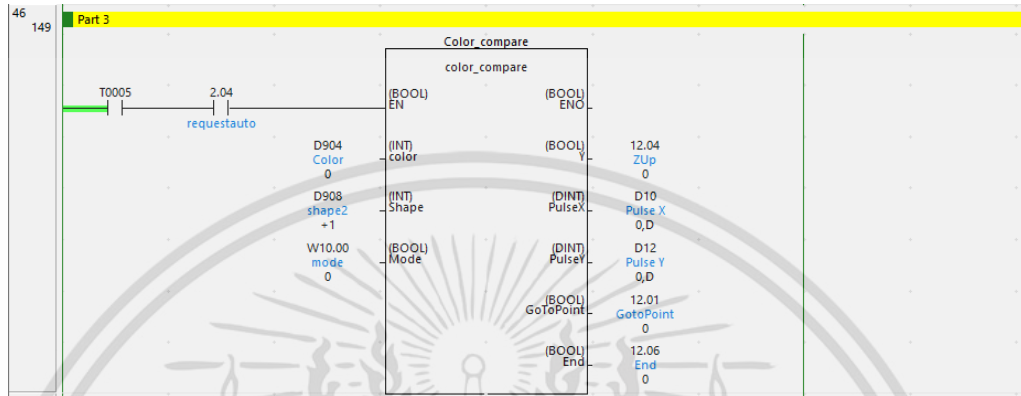 46
149
Part 3
Color_compare
color_compare
T0005
2.04
requestauto
(BOOL)
EN
(BOOL)
ENO
D904
Color
0
(INT)
color
(BOOL)
Y
12.04
ZUp
0
D908
shape2
+1
(INT)
Shape
(DINT)
PulseX
D10
Pulse X
0,D
W10.00
mode
0
(BOOL)
Mode
(DINT)
PulseY
D12
Pulse Y
0,D
(BOOL)
GoToPoint
12.01
GotoPoint
0
(BOOL)
End
12.06
End
0